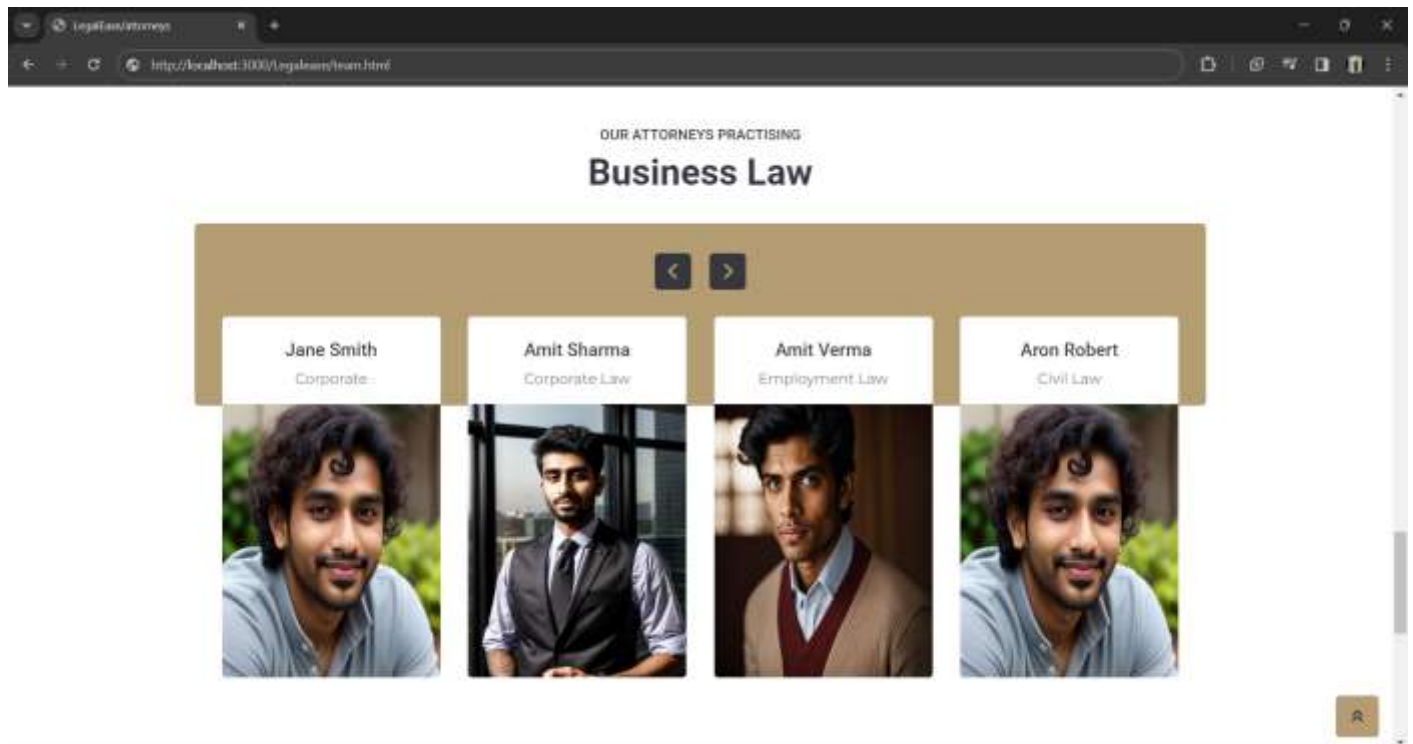 LegalEase/attorneys
http://localhost:3000/Legalease/team.html
OUR ATTORNEYS PRACTISING
Business Law
Jane Smith
Corporate
Amit Sharma
Corporate Law
Amit Verma
Employment Law
Aron Robert
Civil Law